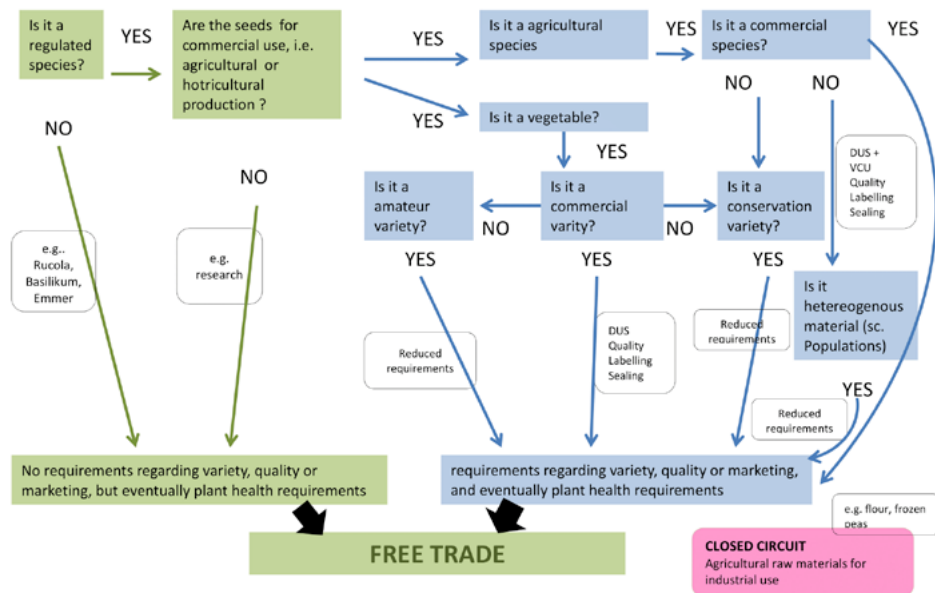 Is it a
regulated
species?
YES
Are the seeds for
commercial use, i.e.
agricultural or
hotricultural
production ?
YES
Is it a agricultural
species
YES
Is it a commercial
species?
YES
NO
NO
YES
Is it a vegetable?
YES
NO
NO
DUS +
VCU
Quality
Labelling
Sealing
Is it a
amateur
variety?
NO
Is it a
commercial
varity?
NO
Is it a
conservation
variety?
YES
YES
YES
e.g..
Rucola,
Basilikum,
Emmer
e.g.
research
Is it
hetereogenous
material (sc.
Populations)
Reduced
requirements
DUS
Quality
Labelling
Sealing
Reduced
requirements
YES
Reduced
requirements
No requirements regarding variety, quality or
marketing, but eventually plant health requirements
requirements regarding variety, quality or marketing,
and eventually plant health requirements
e.g. flour, frozen
peas
FREE TRADE
CLOSED CIRCUIT
Agricultural raw materials for
industrial use